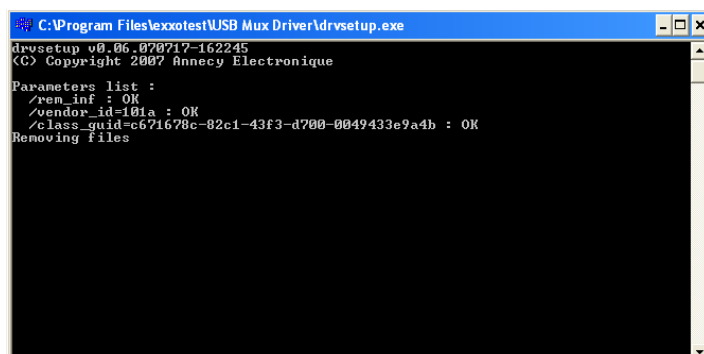 C:\Program Files\exxotest\USB Mux Driver\drvsetup.exe
drvsetup v0.06.070717-162245
(C) Copyright 2007 Annecy Electronique
Parameters list :
/rem_inf : OK
/vendor_id=101a : OK
/class_guid=c671678c-82c1-43f3-d700-0049433e9a4b : OK
Removing files